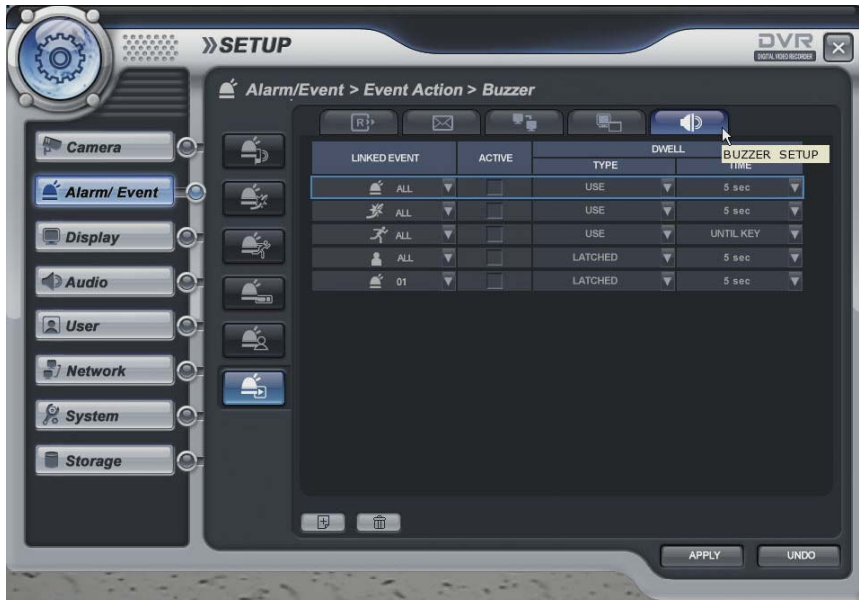 »SETUP
DVR
DIGITAL VIDEO RECORDER
Alarm/Event > Event Action > Buzzer
Camera
Alarm/ Event
Display
Audio
User
Network
System
Storage
R
BUZZER SETUP
LINKED EVENT ACTIVE DWELL
TYPE TIME
ALL USE 5 sec
ALL USE 5 sec
ALL USE UNTIL KEY
ALL LATCHED 5 sec
01 LATCHED 5 sec
APPLY UNDO